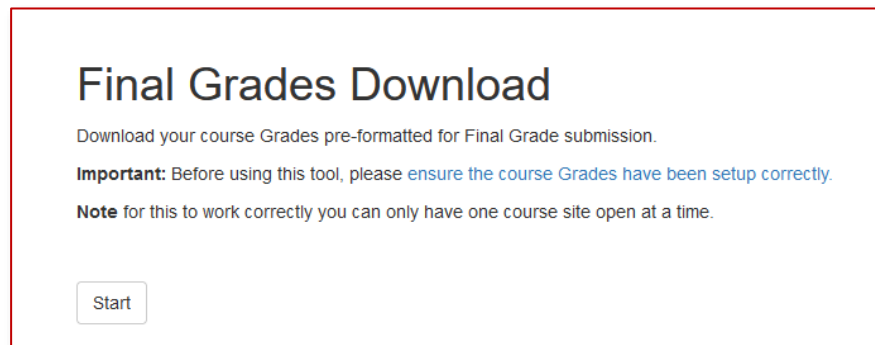 Final Grades Download
Download your course Grades pre-formatted for Final Grade submission.
Important: Before using this tool, please ensure the course Grades have been setup correctly.
Note for this to work correctly you can only have one course site open at a time.
Start